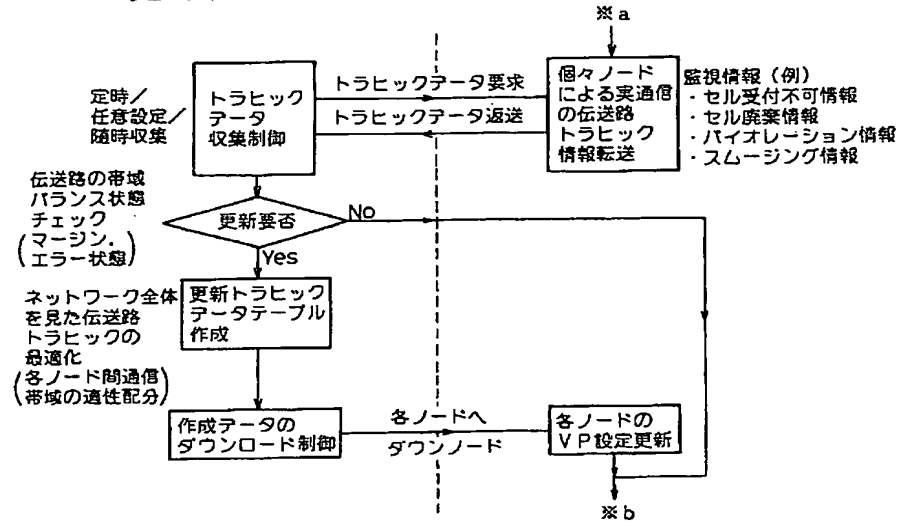 ※a
定時／
任意設定／
随時収集
トラヒック
データ
収集制御
トラヒックデータ要求
トラヒックデータ返送
個々ノード
による実通信
の伝送路
トラヒック
情報転送
監視情報（例）
・セル受付不可情報
・セル廃棄情報
・バイオレーション情報
・スムージング情報
伝送路の帯域
バランス状態
チェック
（マージン．
エラー状態）
更新要否
No
Yes
ネットワーク全体
を見た伝送路
トラヒックの
最適化
（各ノード間通信
帯域の適性配分）
更新トラヒック
データテーブル
作成
作成データの
ダウンロード制御
各ノードへ
ダウンノード
各ノードの
VP設定更新
※b